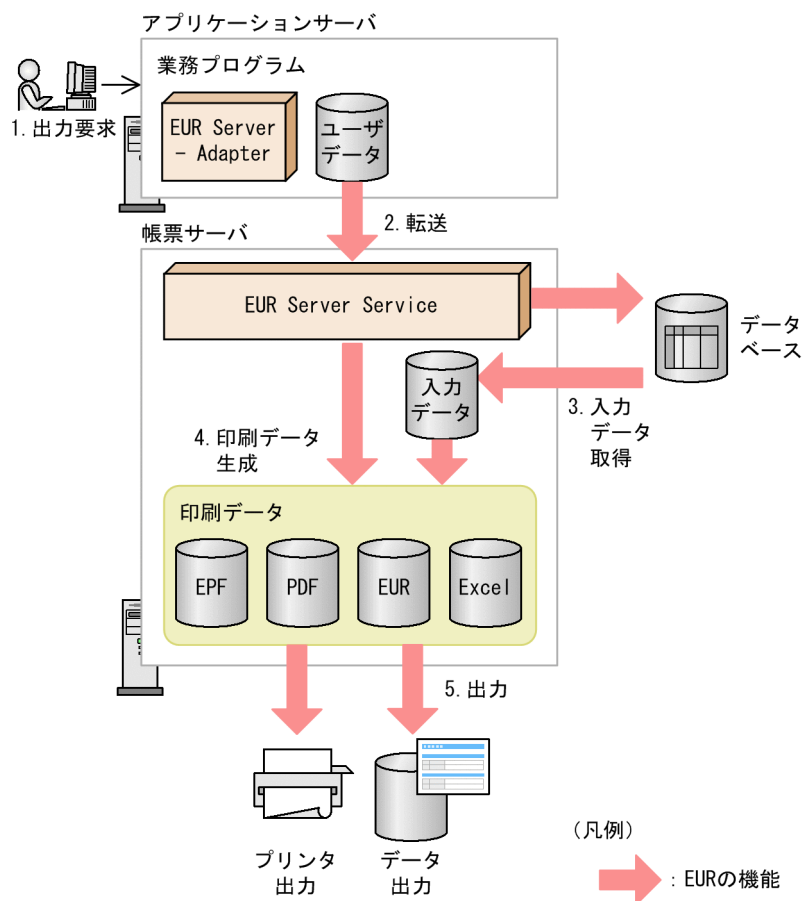 アプリケーションサーバ
業務プログラム
1. 出力要求
EUR Server
- Adapter
ユーザ
データ
2. 転送
帳票サーバ
EUR Server Service
データ
ベース
入力
データ
3. 入力
データ
取得
4. 印刷データ
生成
印刷データ
EPF
PDF
EUR
Excel
5. 出力
プリンタ
出力
データ
出力
(凡例)
: EURの機能